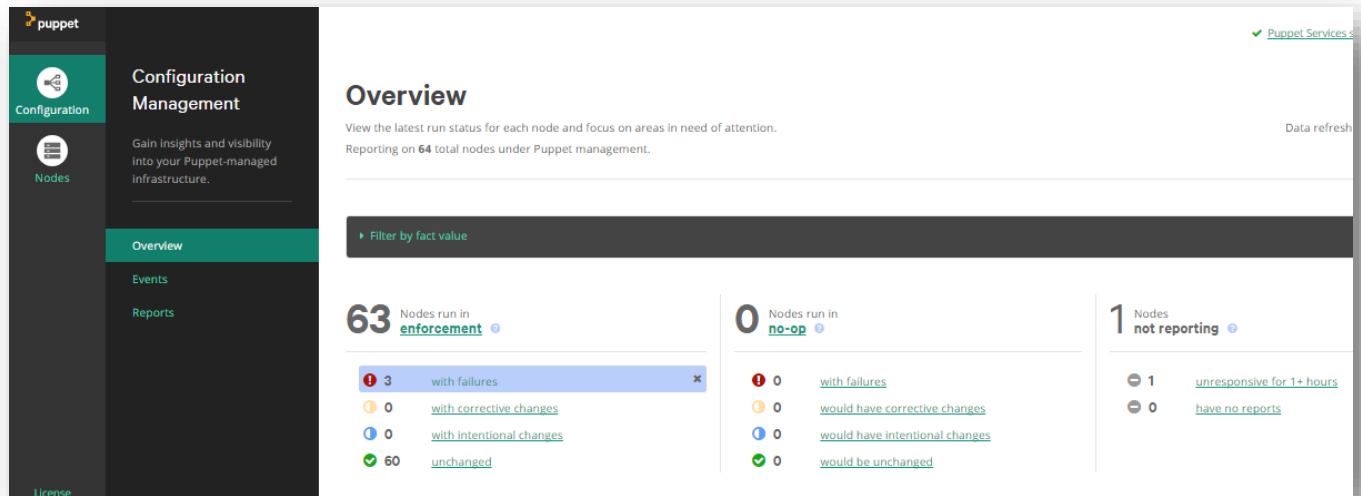 puppet
Configuration
Nodes
License
Configuration
Management
Gain insights and visibility
into your Puppet-managed
infrastructure.
Overview
Events
Reports
Puppet Services
Overview
View the latest run status for each node and focus on areas in need of attention.
Data refresh
Reporting on 64 total nodes under Puppet management.
Filter by fact value
63 Nodes run in
enforcement ?
3 with failures
0 with corrective changes
0 with intentional changes
60 unchanged
0 Nodes run in
no-op ?
0 with failures
0 would have corrective changes
0 would have intentional changes
0 would be unchanged
1 Nodes
not reporting ?
1 unresponsive for 1+ hours
0 have no reports